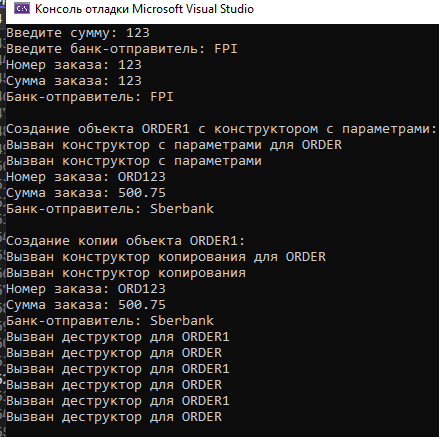 Консоль отладки Microsoft Visual Studio
Введите сумму: 123
Введите банк-отправитель: FPI
Номер заказа: 123
Сумма заказа: 123
Банк-отправитель: FPI
Создание объекта ORDER1 с конструктором с параметрами:
Вызван конструктор с параметрами для ORDER
Вызван конструктор с параметрами
Номер заказа: ORD123
Сумма заказа: 500.75
Банк-отправитель: Sberbank
Создание копии объекта ORDER1:
Вызван конструктор копирования для ORDER
Вызван конструктор копирования
Номер заказа: ORD123
Сумма заказа: 500.75
Банк-отправитель: Sberbank
Вызван деструктор для ORDER1
Вызван деструктор для ORDER
Вызван деструктор для ORDER1
Вызван деструктор для ORDER
Вызван деструктор для ORDER1
Вызван деструктор для ORDER